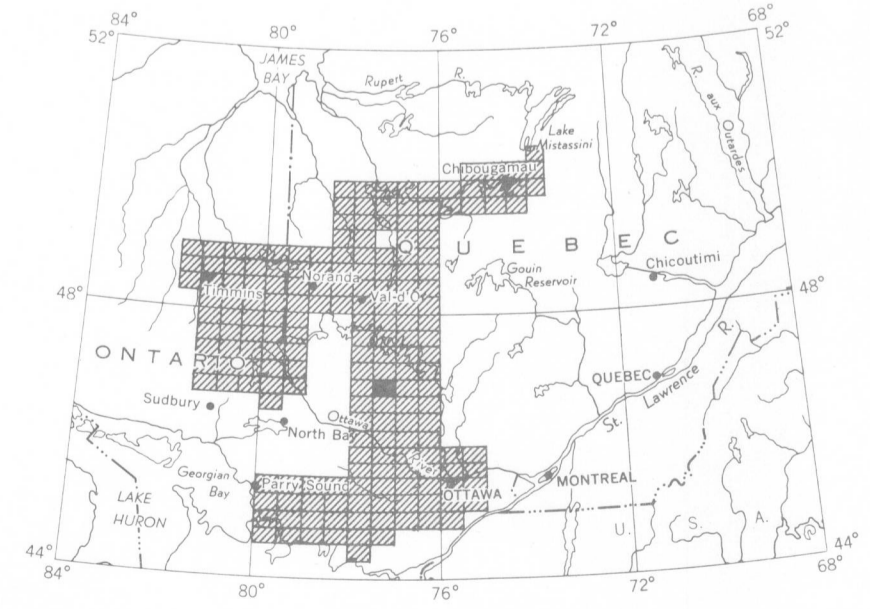 84°
80°
76°
72°
68°
52°
52°
JAMES
BAY
Rupert R.
R. aux Outardes
Lake
Mistassini
Chibougamau
QUEBEC
Gouin
Reservoir
Chicoutimi
Noranda
Timmins
Val-d'O
48°
48°
ONTARIO
QUEBEC
R.
St. Lawrence
Sudbury
North Bay
Ottawa
River
Georgian
Bay
Parry Sound
OTTAWA
MONTREAL
LAKE
HURON
U. S. A.
44°
44°
84°
80°
76°
72°
68°